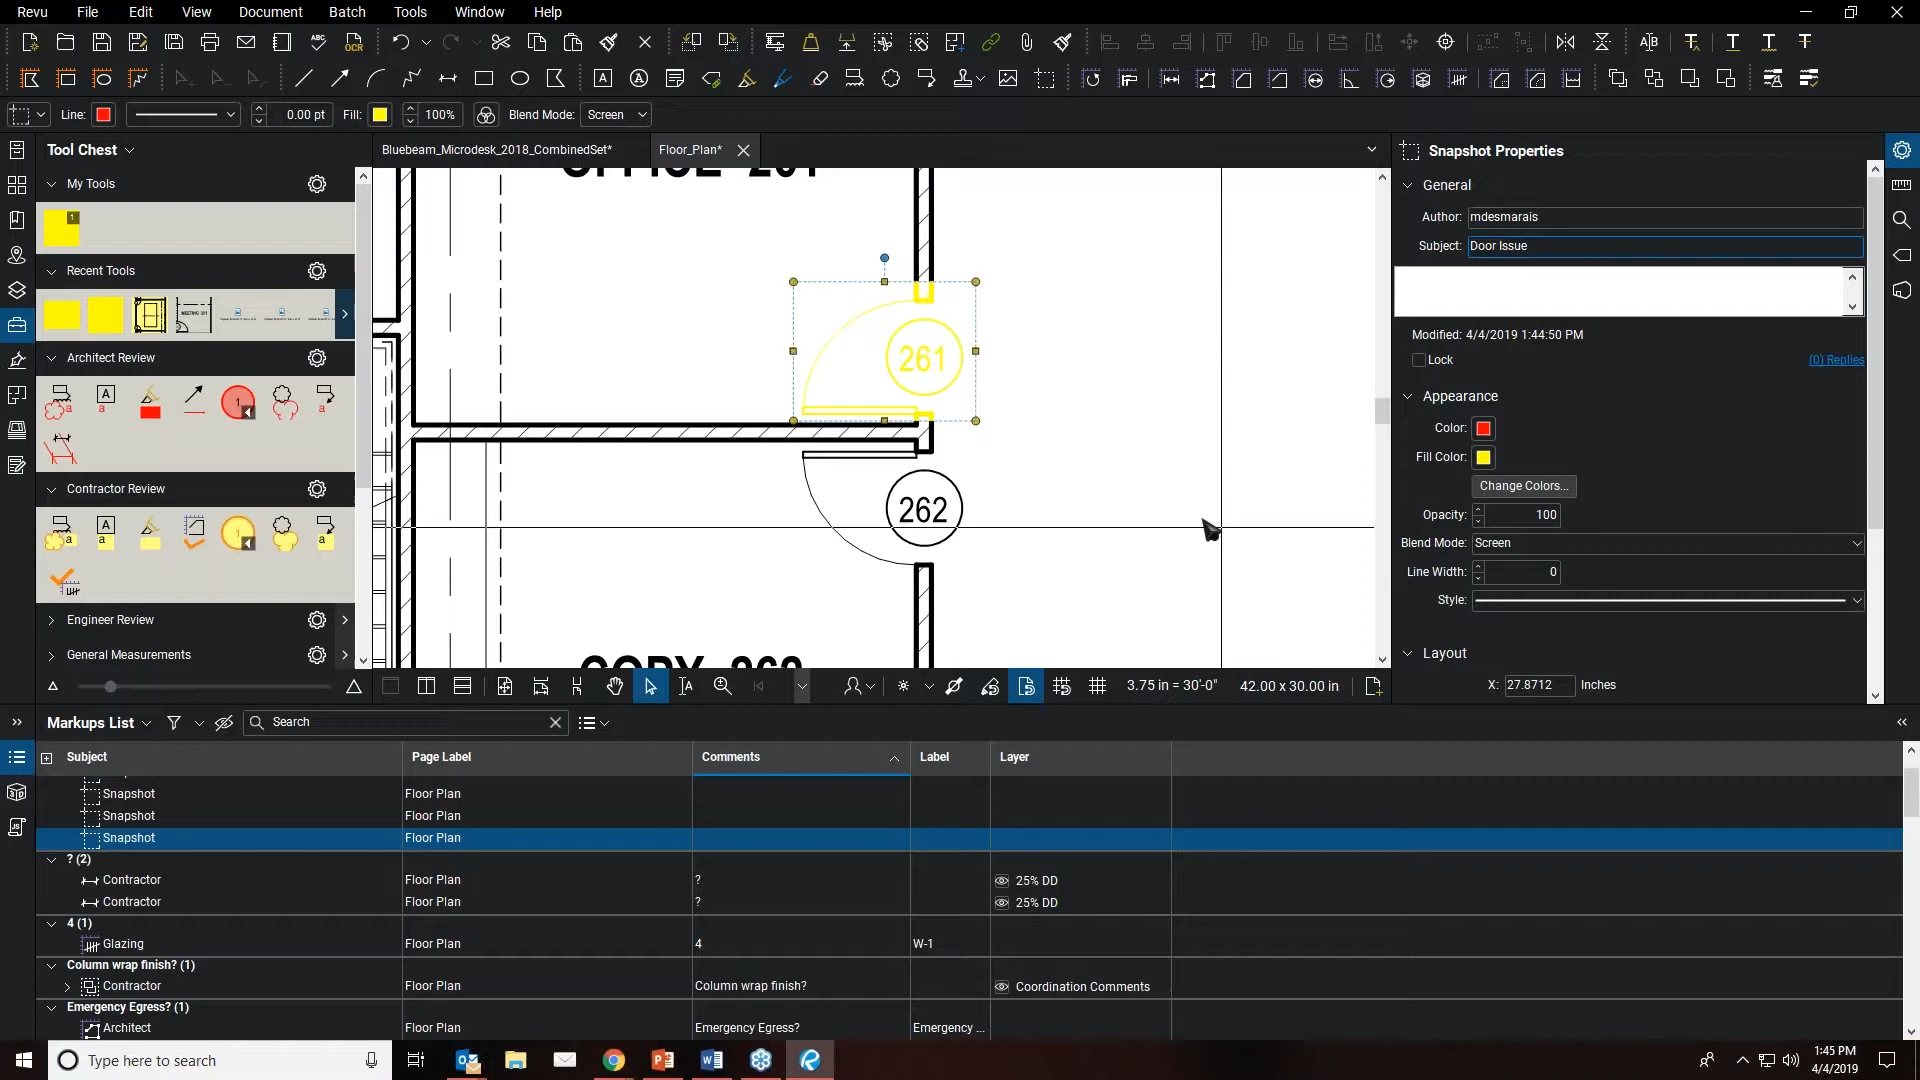 Revu File Edit View Document Batch Tools Window Help
Line: 0.00 pt Fill: 100% Blend Mode: Screen
Tool Chest
Bluebeam_Microdesk_2018_CombinedSet* Floor_Plan*
Snapshot Properties
My Tools
General
Author: mdesmarais
Subject: Door Issue
Recent Tools
MEETING
Modified: 4/4/2019 1:44:50 PM
Lock (0) Replies
Architect Review
Appearance
Color:
Fill Color:
Change Colors...
Opacity: 100
Blend Mode: Screen
Line Width: 0
Style:
Contractor Review
Engineer Review
General Measurements
Layout
X: 27.8712 Inches
OFFICE 261
261
262
COPY 262
3.75 in = 30'-0" 42.00 x 30.00 in
Markups List Search
Subject Page Label Comments Label Layer
Snapshot Floor Plan
Snapshot Floor Plan
Snapshot Floor Plan
? (2)
Contractor Floor Plan ? 25% DD
Contractor Floor Plan ? 25% DD
4 (1)
Glazing Floor Plan 4 W-1
Column wrap finish? (1)
Contractor Floor Plan Column wrap finish? Coordination Comments
Emergency Egress? (1)
Architect Floor Plan Emergency Egress? Emergency ...
Type here to search
1:45 PM
4/4/2019